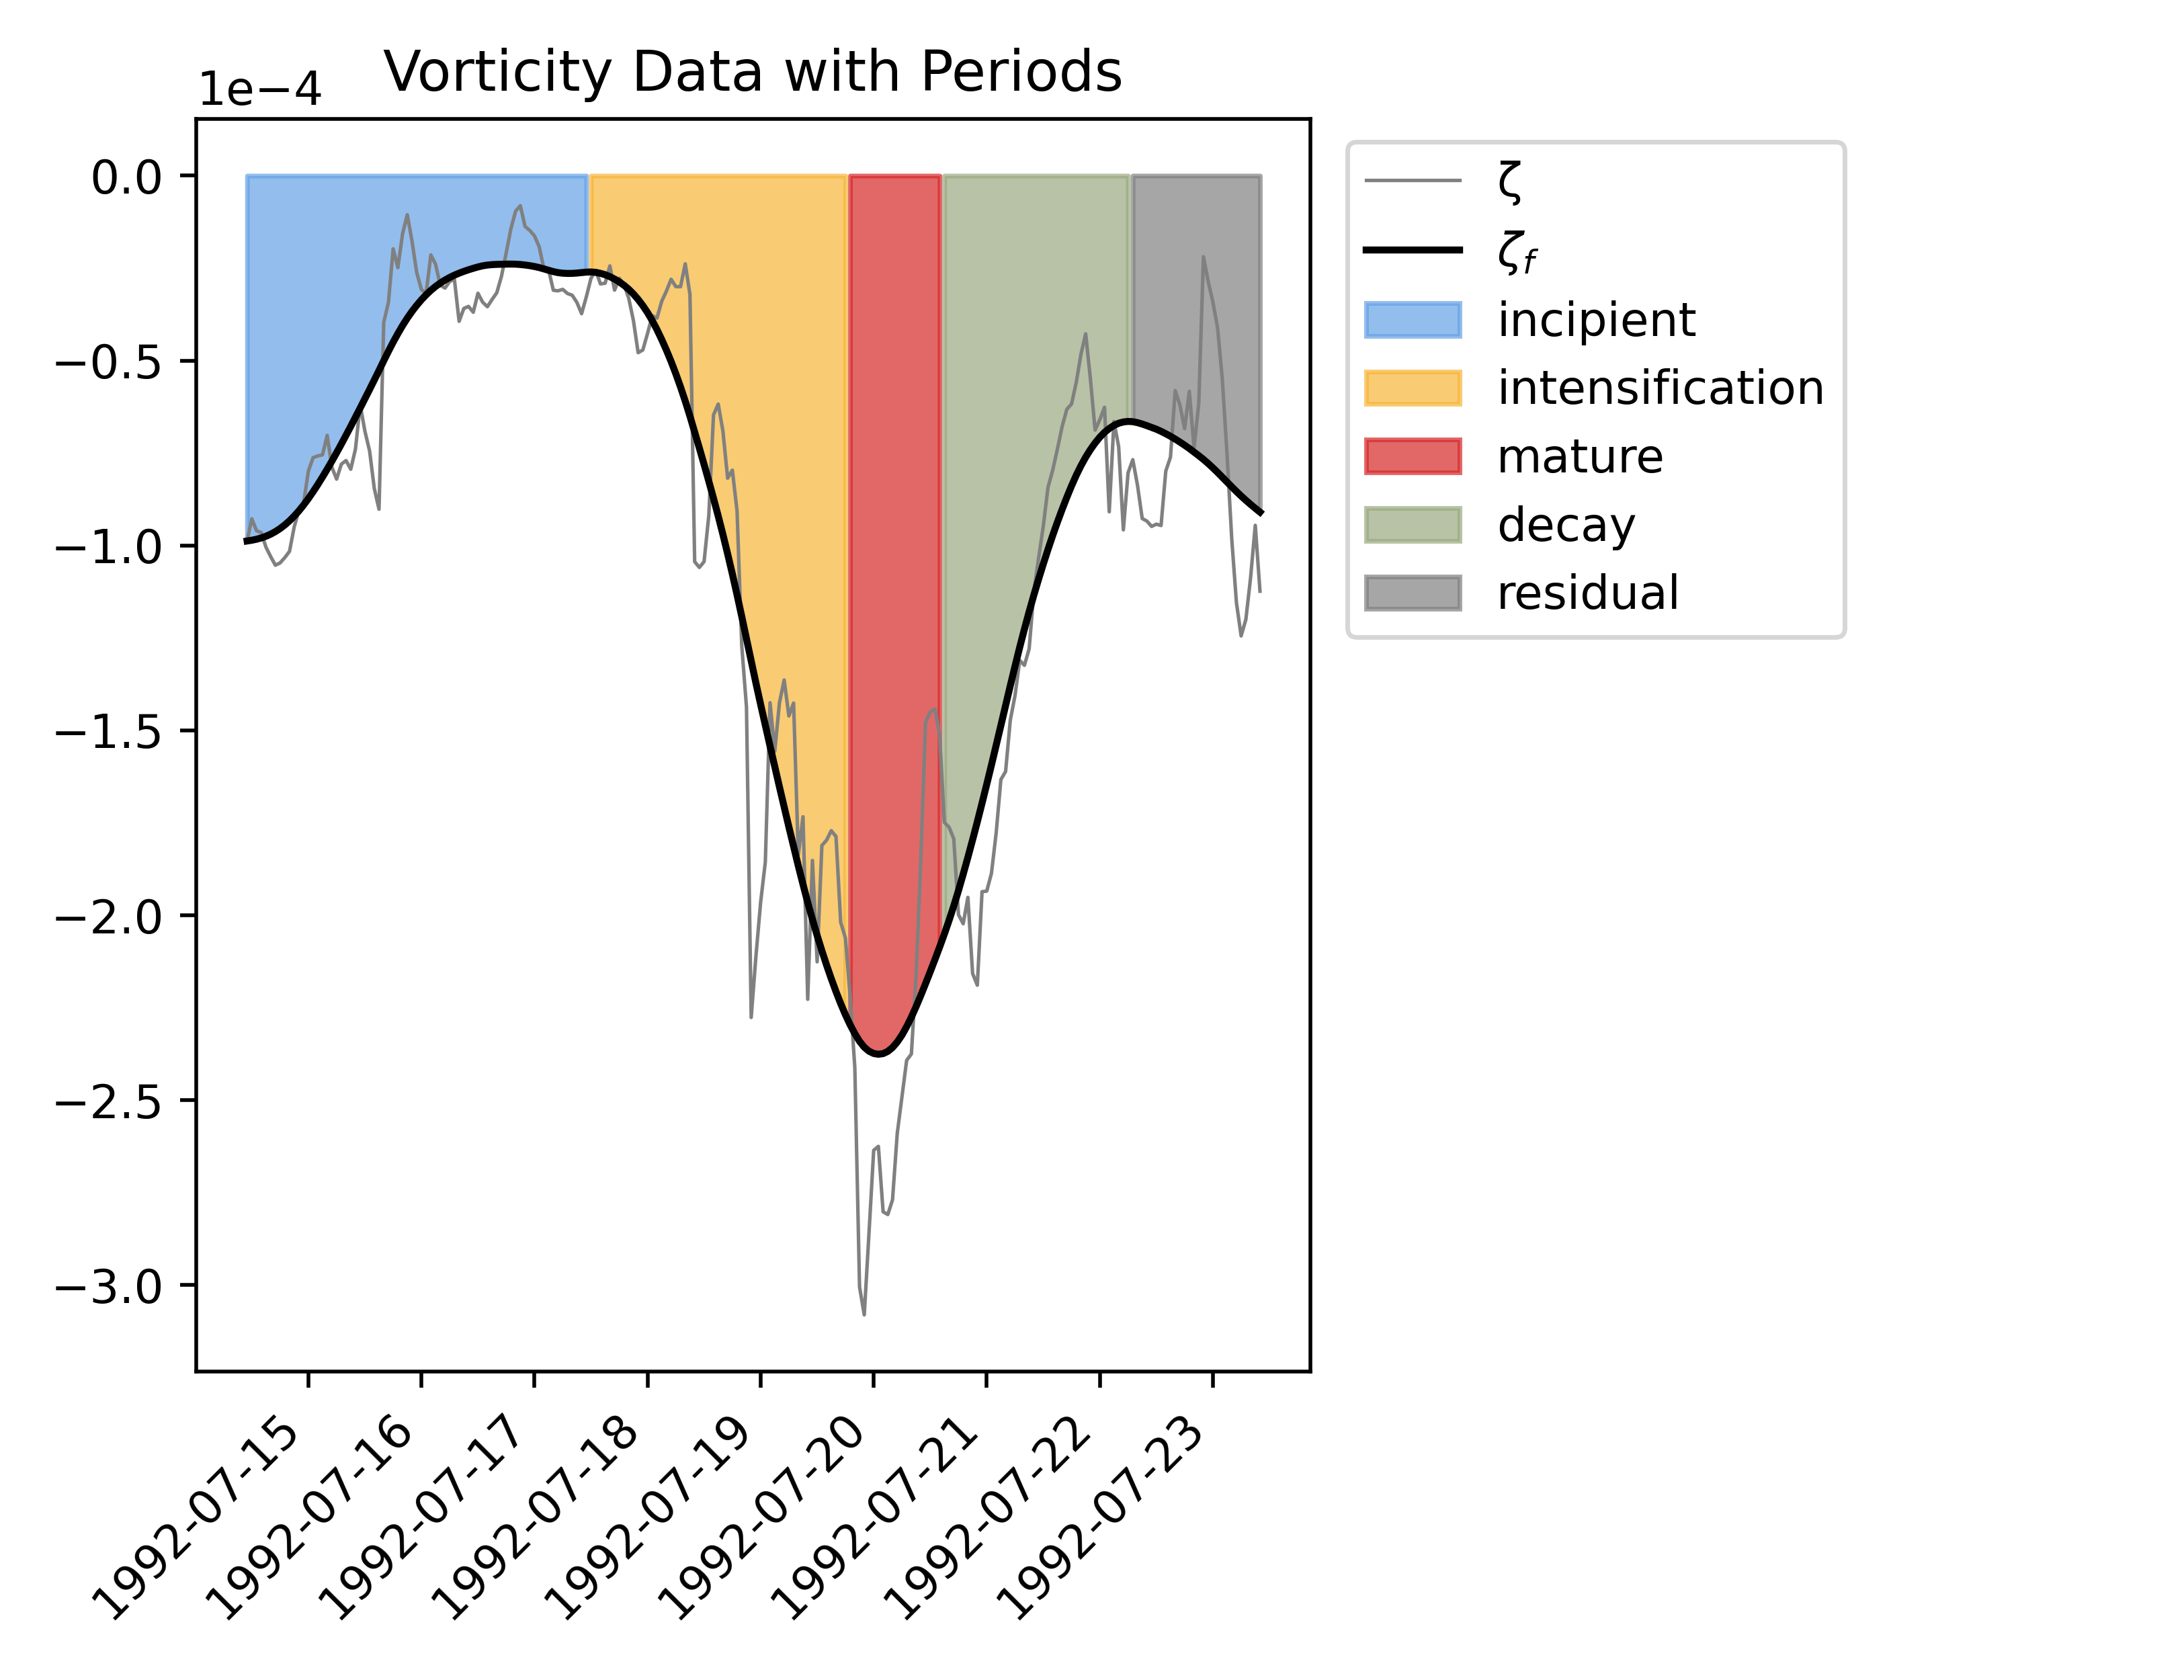 Vorticity Data with Periods
1e−4
0.0
−0.5
−1.0
−1.5
−2.0
−2.5
−3.0
1992-07-15
1992-07-16
1992-07-17
1992-07-18
1992-07-19
1992-07-20
1992-07-21
1992-07-22
1992-07-23
ζ
ζf
incipient
intensification
mature
decay
residual